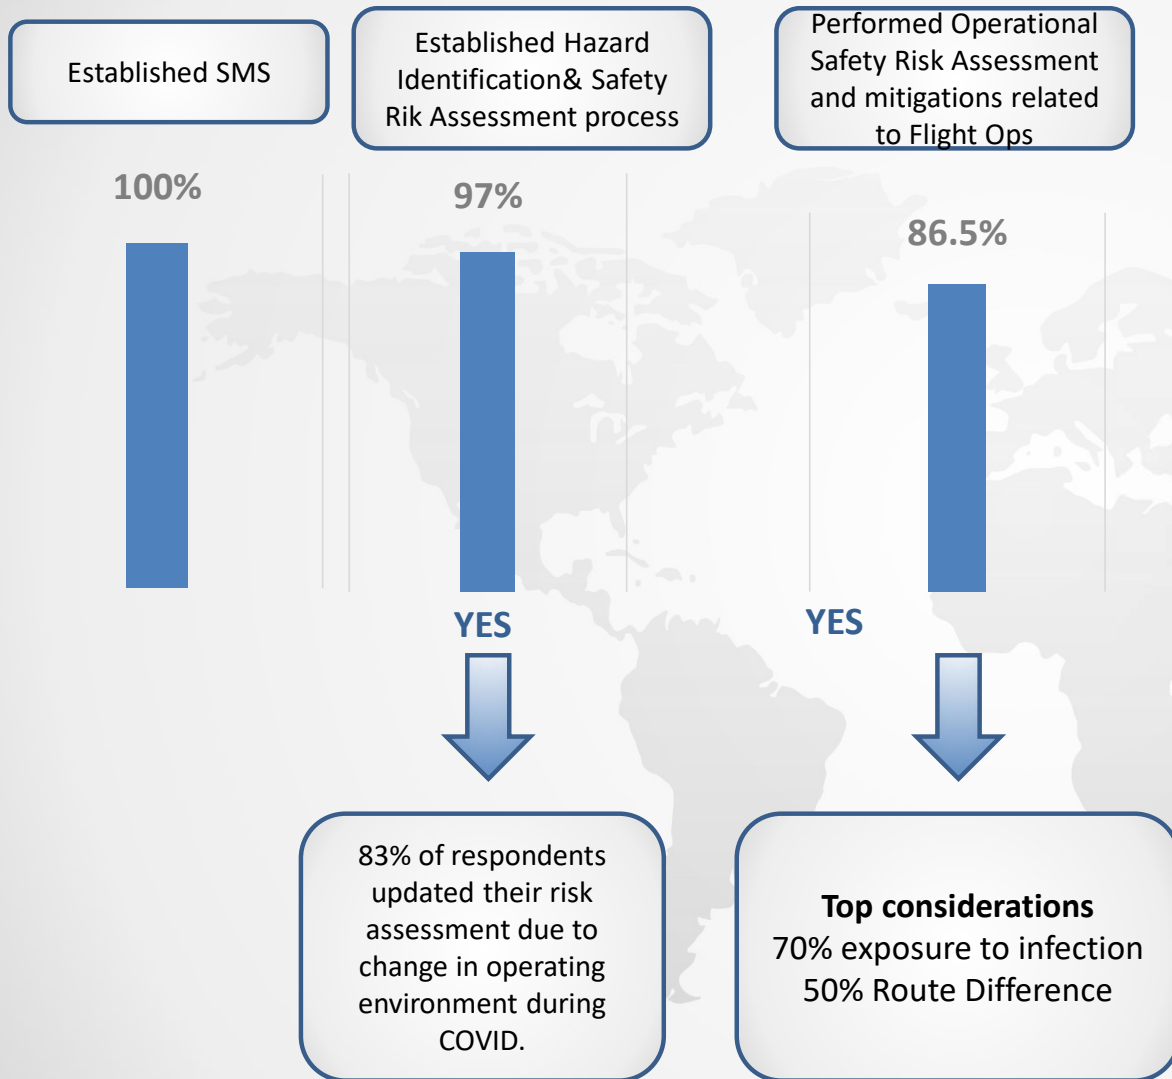 Established SMS
Established Hazard
Identification& Safety
Rik Assessment process
Performed Operational
Safety Risk Assessment
and mitigations related
to Flight Ops
100%
97%
86.5%
YES
YES
83% of respondents
updated their risk
assessment due to
change in operating
environment during
COVID.
Top considerations
70% exposure to infection
50% Route Difference